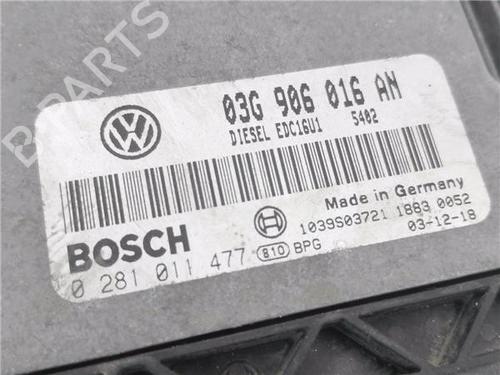 B PARTS
VW
03G 906 016 AN
DIESEL EDC16U1 5402
Made in Germany
BOSCH
1039S03721 1883 0052
0 281 011 477 810 BPG
03-12-18